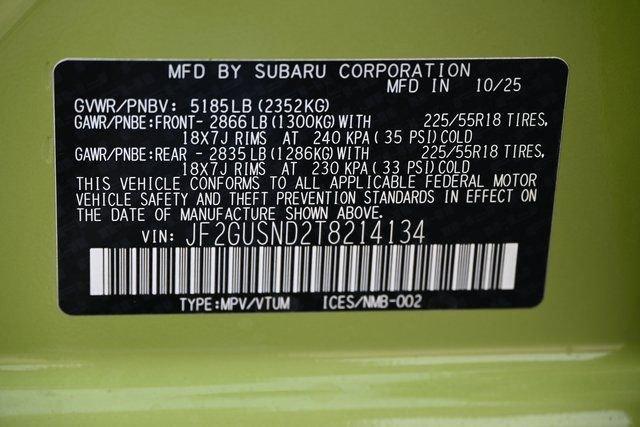 MFD BY SUBARU CORPORATION
MFD IN 10/25
GVWR/PNBV: 5185LB(2352KG)
GAWR/PNBE:FRONT- 2866 LB(1300KG)WITH 225/55R18 TIRES,
18X7J RIMS AT 240 KPA(35 PSI)COLD
GAWR/PNBE:REAR - 2835 LB(1286KG)WITH 225/55R18 TIRES,
18X7J RIMS AT 230 KPA(33 PSI)COLD
THIS VEHICLE CONFORMS TO ALL APPLICABLE FEDERAL MOTOR
VEHICLE SAFETY AND THEFT PREVENTION STANDARDS IN EFFECT ON
THE DATE OF MANUFACTURE SHOWN ABOVE.
VIN: JF2GUSND2T8214134
TYPE:MPV/VTUM ICES/NMB-002